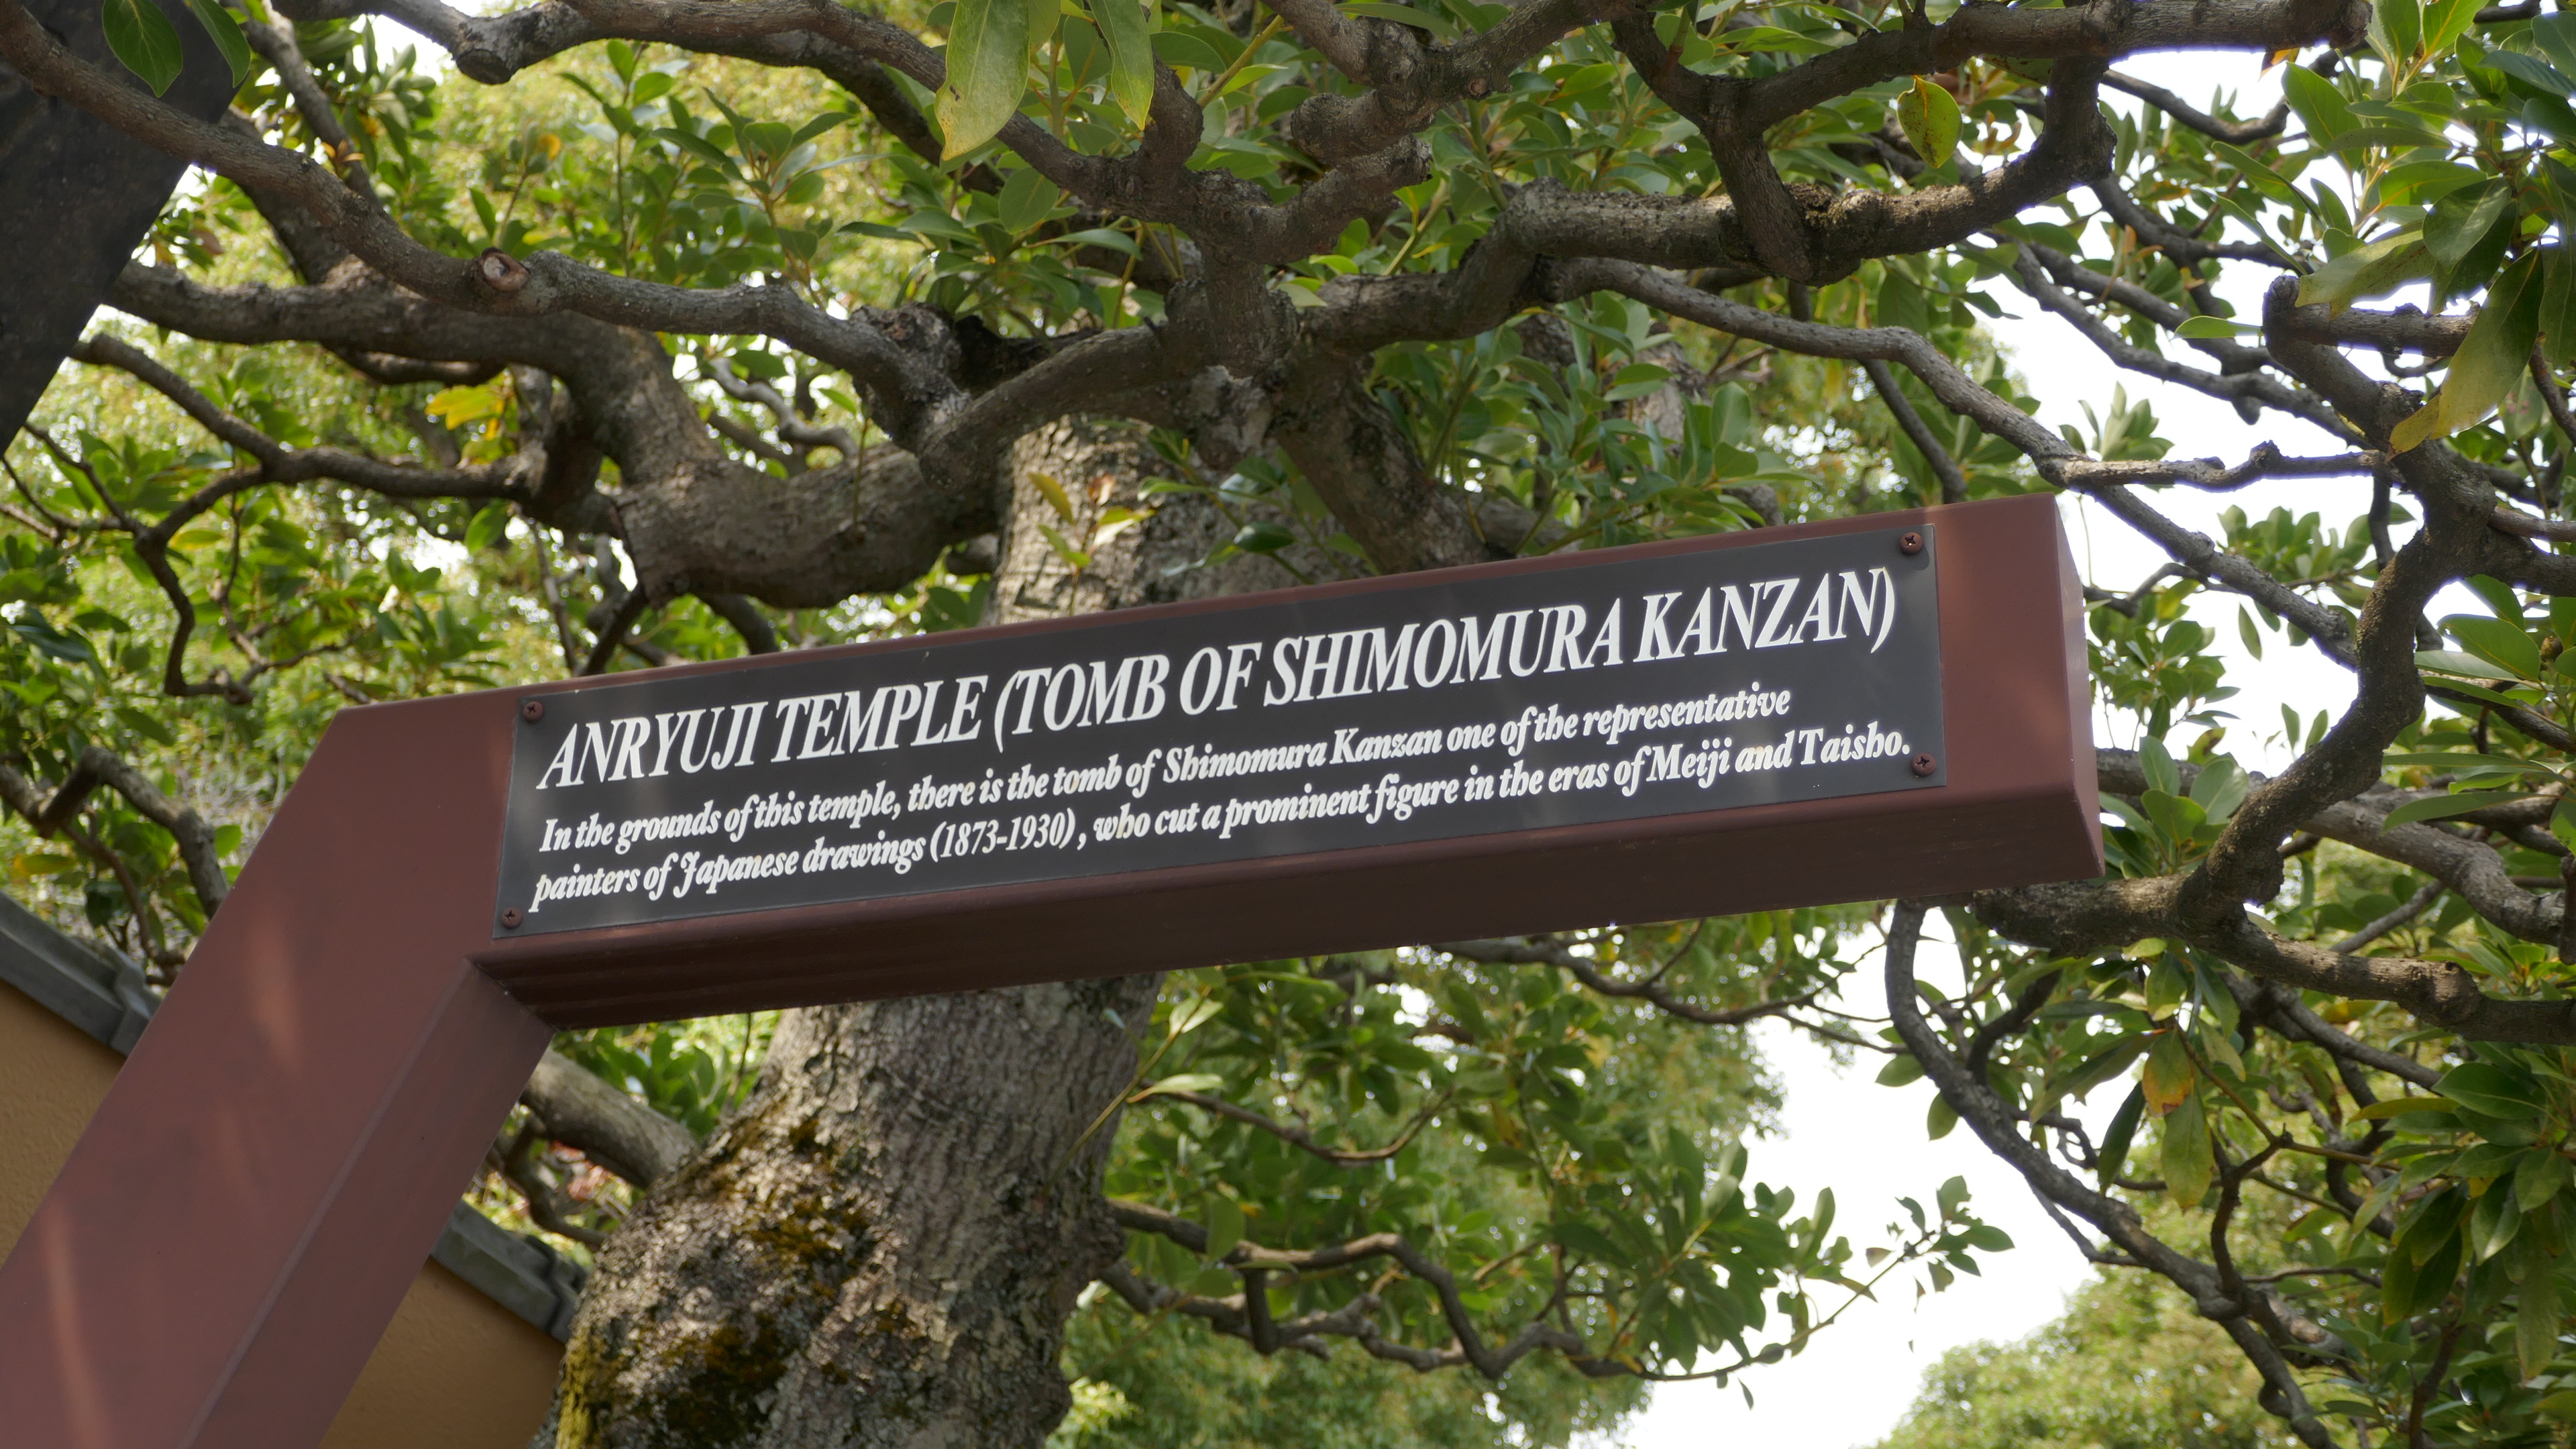 ANRYUJI TEMPLE (TOMB OF SHIMOMURA KANZAN)
In the grounds of this temple, there is the tomb of Shimomura Kanzan one of the representative
painters of Japanese drawings (1873-1930), who cut a prominent figure in the eras of Meiji and Taisho.